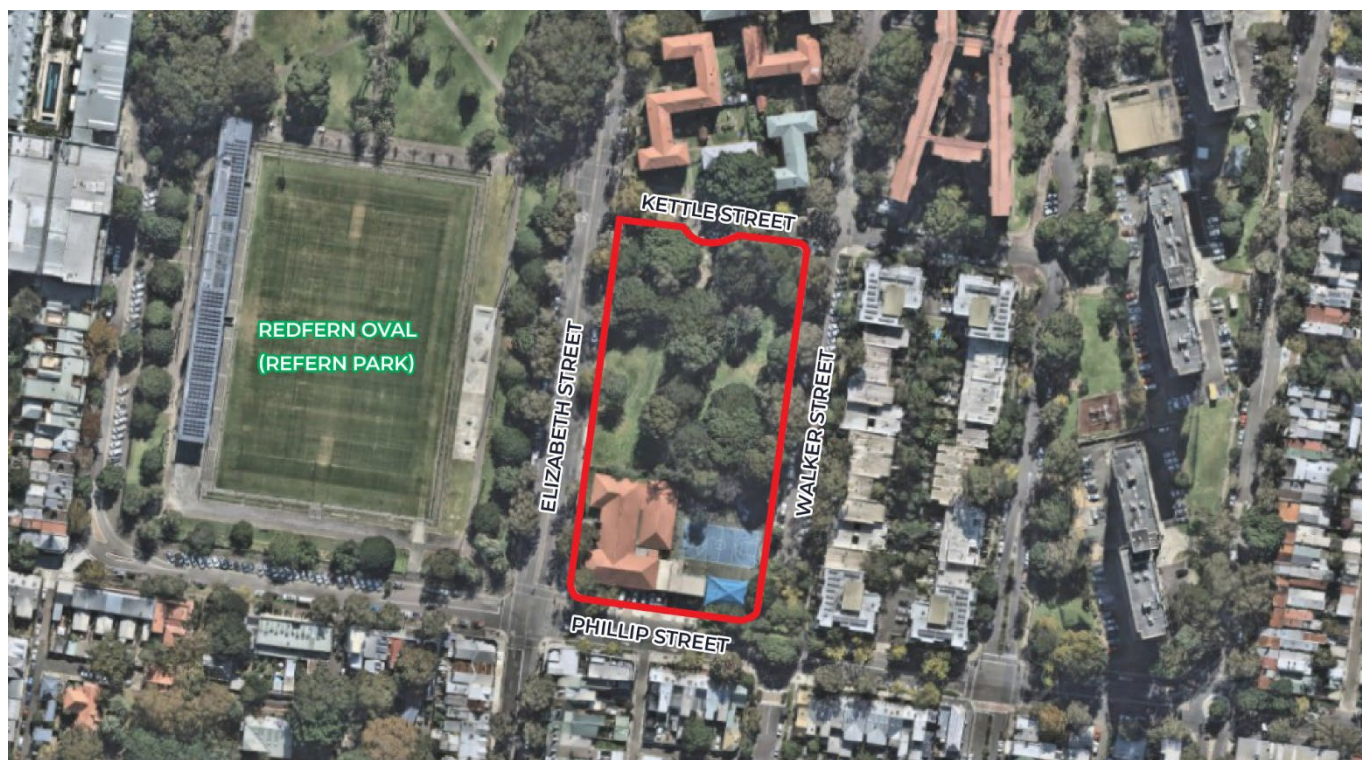 KETTLE STREET
REDFERN OVAL
(REFERN PARK)
ELIZABETH STREET
WALKER STREET
PHILLIP STREET